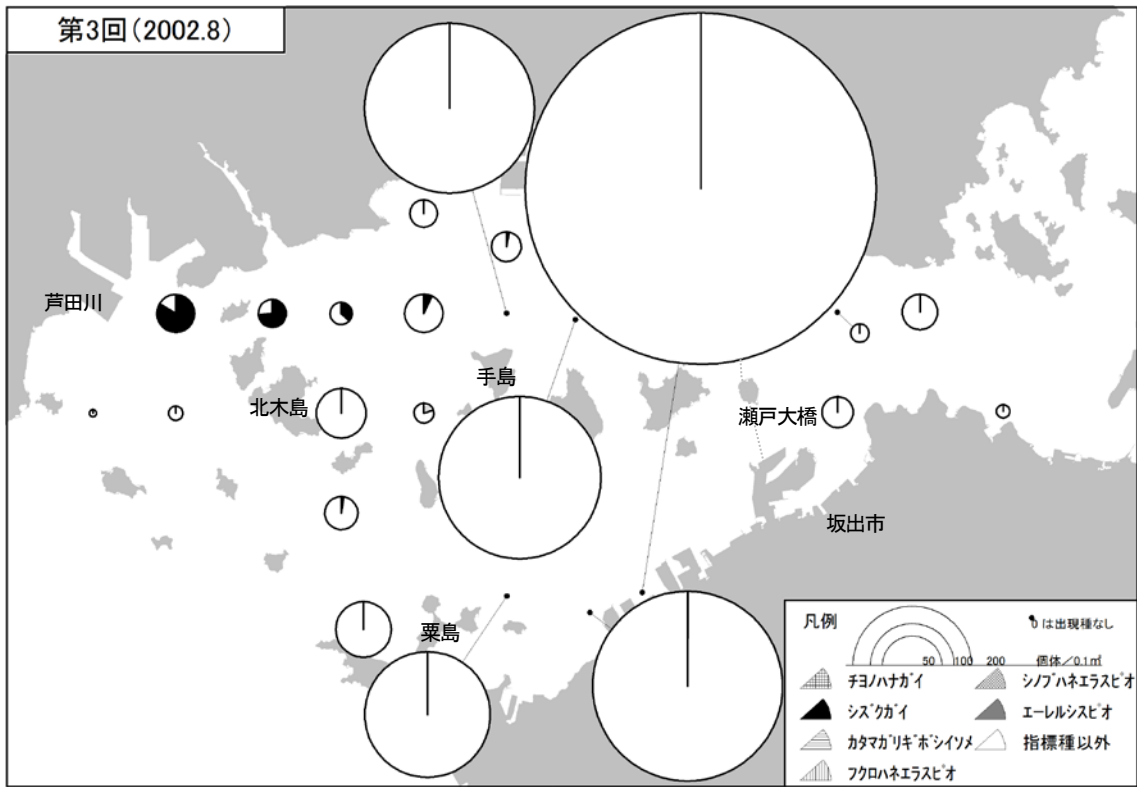 第3回（2002.8）
芦田川
手島
北木島
瀬戸大橋
坂出市
粟島
凡例
0 は出現種なし
50 100 200 個体／0.1㎡
チヨノハナガイ
シノブハネエラスピオ
シズクガイ
エーレルシスピオ
カタマガリギボシイソメ
指標種以外
フクロハネエラスピオ